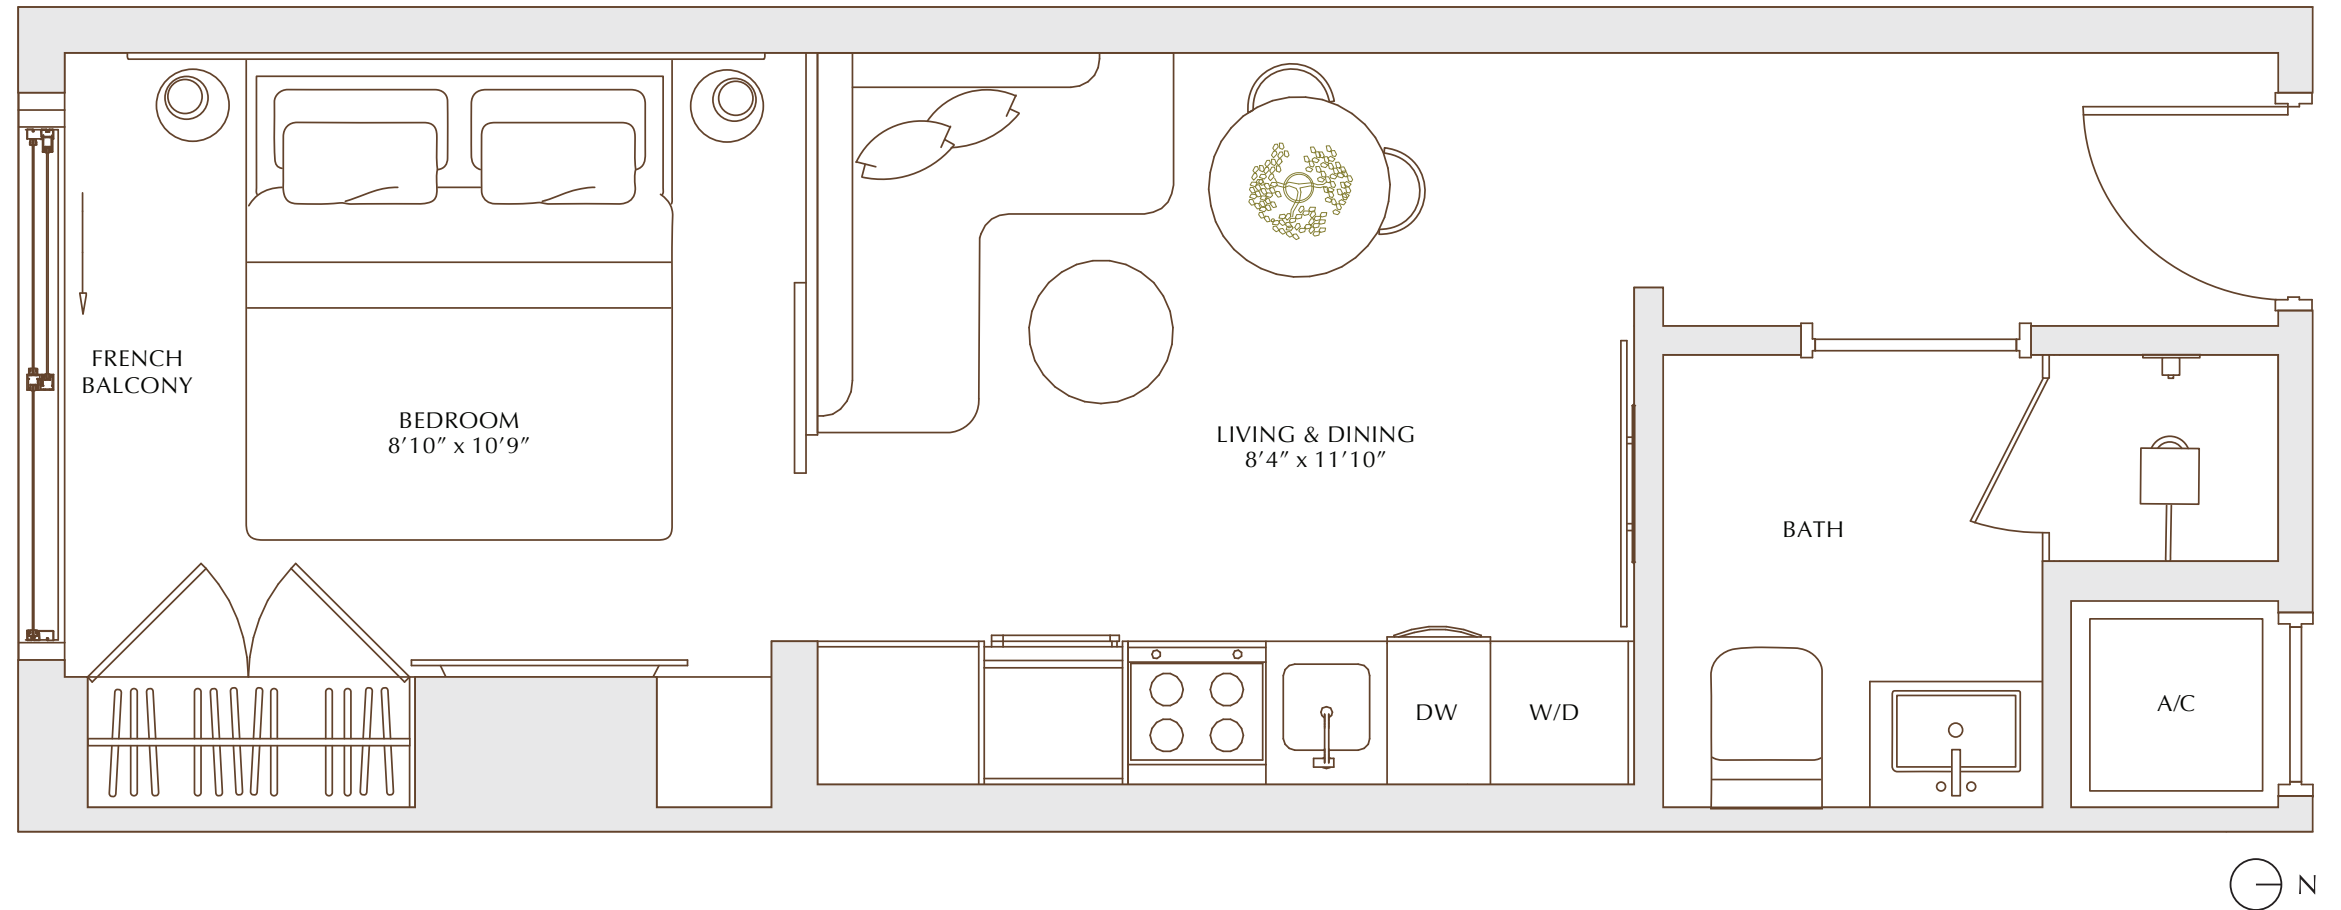 FRENCH
BALCONY
BEDROOM
8’10” x 10’9”
LIVING & DINING
8’4” x 11’10”
BATH
DW
W/D
A/C
N